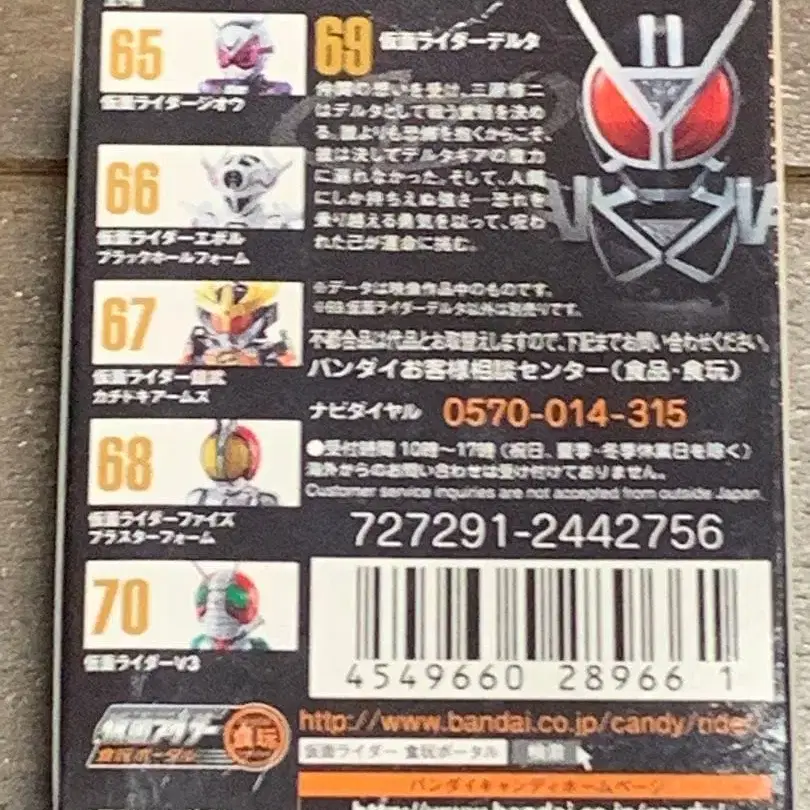 65
仮面ライダージオウ
66
仮面ライダーエボル
ブラックホールフォーム
67
仮面ライダー鎧武
カチドキアームズ
68
仮面ライダーファイズ
ブラスターフォーム
70
仮面ライダーV3
69 仮面ライダーデルタ
仲間の想いを受け、三原修二
はデルタとして戦う覚悟を決め
る。誰よりも恐怖を抱くからこそ、
彼は決してデルタギアの魔力
に溺れなかった。そして、人間
にしか持ちえぬ強さ―恐れを
乗り越える勇気を以って、呪わ
れた己が運命に挑む。
※データは映像作品中のものです。
※69.仮面ライダーデルタ以外は別売りです。
不都合品は代品とお取替えしますので、下記までお問い合わせください。
バンダイお客様相談センター(食品・食玩)
ナビダイヤル 0570-014-315
●受付時間 10時～17時 (祝日、夏季・冬季休業日を除く)
海外からのお問い合わせは受け付けておりません。
Customer service inquiries are not accepted from outside Japan.
727291-2442756
4549660 28966 1
仮面ライダー 食玩
食玩ポータル
http://www.bandai.co.jp/candy/rider/
仮面ライダー 食玩ポータル 検索
バンダイキャンディホームページ